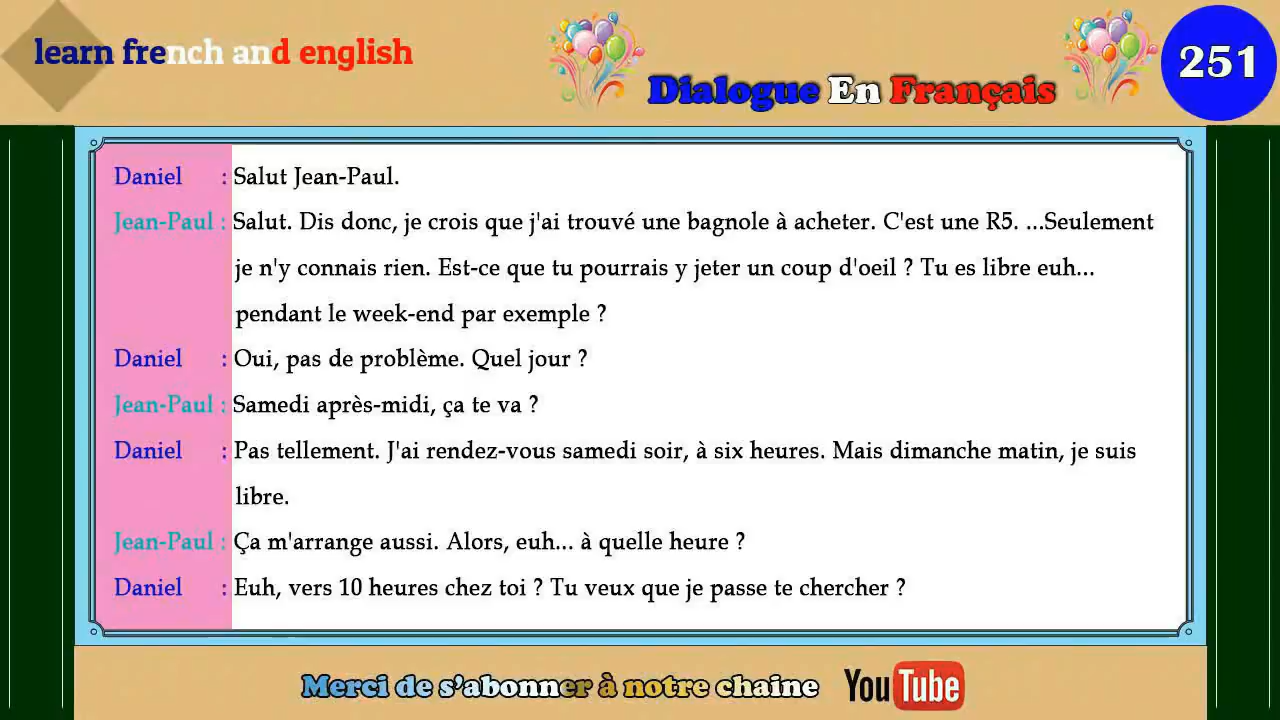 learn french and english
Dialogue En Français
251
Daniel : Salut Jean-Paul.
Jean-Paul : Salut. Dis donc, je crois que j'ai trouvé une bagnole à acheter. C'est une R5. ...Seulement
je n'y connais rien. Est-ce que tu pourrais y jeter un coup d'oeil ? Tu es libre euh...
pendant le week-end par exemple ?
Daniel : Oui, pas de problème. Quel jour ?
Jean-Paul : Samedi après-midi, ça te va ?
Daniel : Pas tellement. J'ai rendez-vous samedi soir, à six heures. Mais dimanche matin, je suis
libre.
Jean-Paul : Ça m'arrange aussi. Alors, euh... à quelle heure ?
Daniel : Euh, vers 10 heures chez toi ? Tu veux que je passe te chercher ?
Merci de s'abonner à notre chaine
YouTube